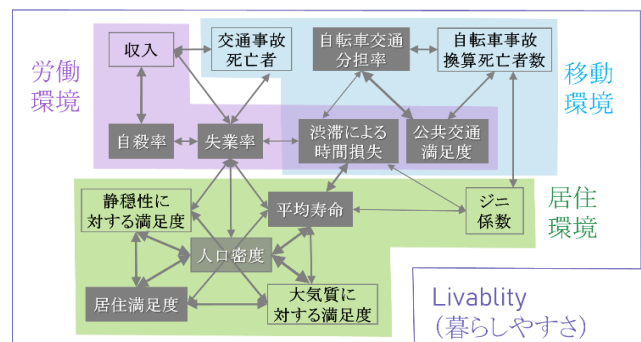 労働
環境
収入
交通事故
死亡者
自転車交通
分担率
自転車事故
換算死亡者数
移動
環境
自殺率
失業率
渋滞による
時間損失
公共交通
満足度
居住
環境
静穏性に
対する満足度
平均寿命
ジニ
係数
人口密度
居住満足度
大気質に
対する満足度
Livablity
(暮らしやすさ)